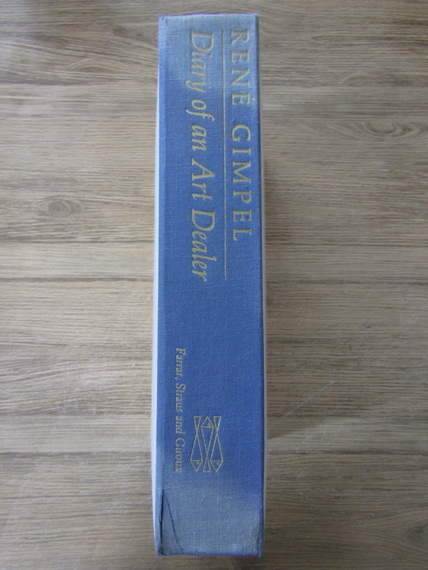 RENÉ GIMPEL
Diary of an Art Dealer
Farrar, Straus and Giroux